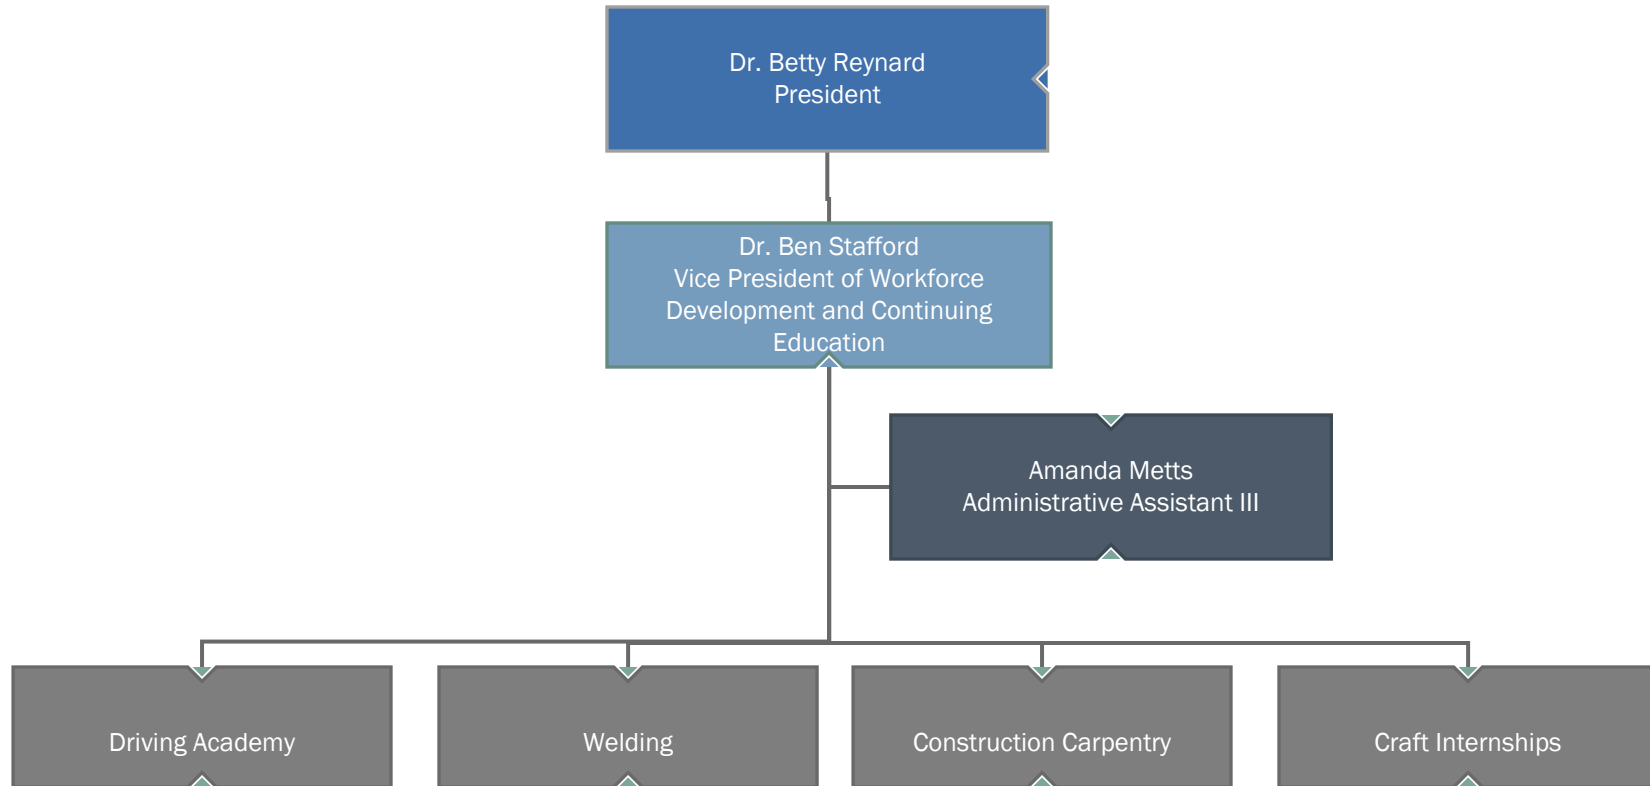 Dr. Betty Reynard
President
Dr. Ben Stafford
Vice President of Workforce
Development and Continuing
Education
Amanda Metts
Administrative Assistant III
Driving Academy
Welding
Construction Carpentry
Craft Internships